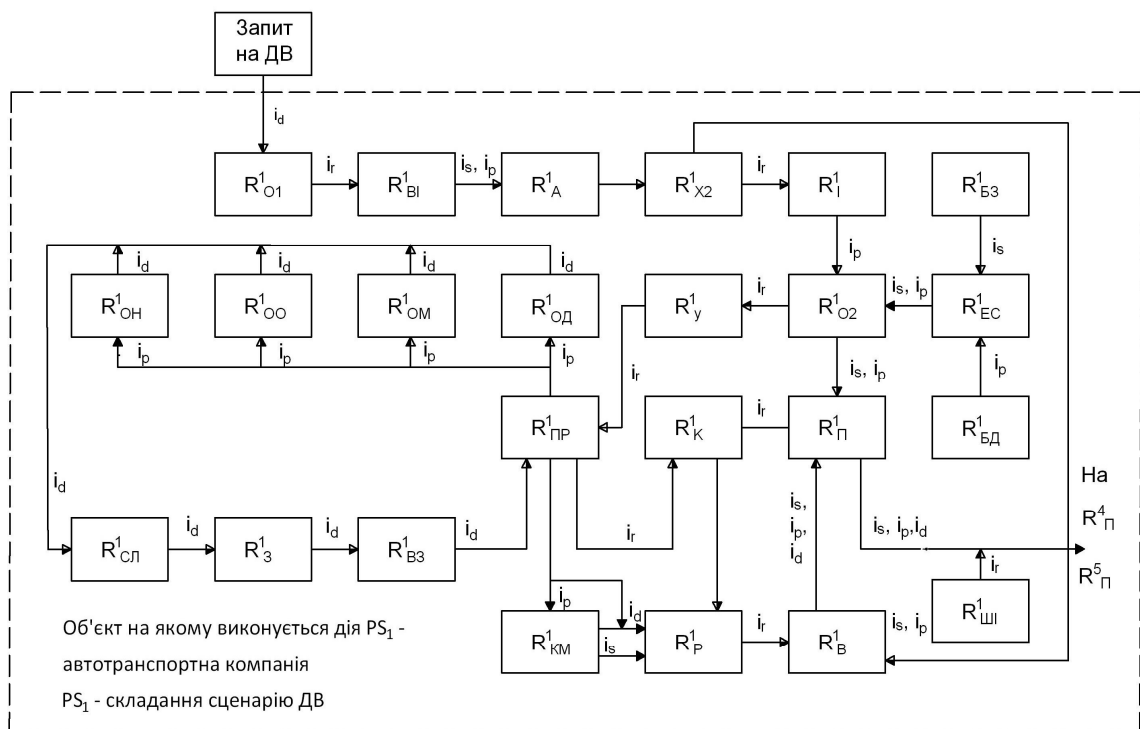 Запит
на ДВ
i_d
R¹_О1 i_r R¹_ВІ i_s, i_p R¹_А R¹_Х2 i_r R¹_І R¹_БЗ
i_d i_d i_d i_d i_p i_s
R¹_ОН R¹_ОО R¹_ОМ R¹_ОД R¹_у i_r R¹_О2 i_s, i_p R¹_ЕС
i_p i_p i_p i_p i_r i_s, i_p i_p
R¹_ПР R¹_К i_r R¹_П R¹_БД
На
R⁴_П
R⁵_П
i_d i_s,
i_p,
i_d
R¹_СЛ i_d R¹_З i_d R¹_ВЗ i_d i_r i_s, i_p,i_d i_r
R¹_ШІ
i_p i_d
R¹_КМ i_s R¹_Р i_r R¹_В i_s, i_p
Об'єкт на якому виконується дія PS₁ -
автотранспортна компанія
PS₁ - складання сценарію ДВ